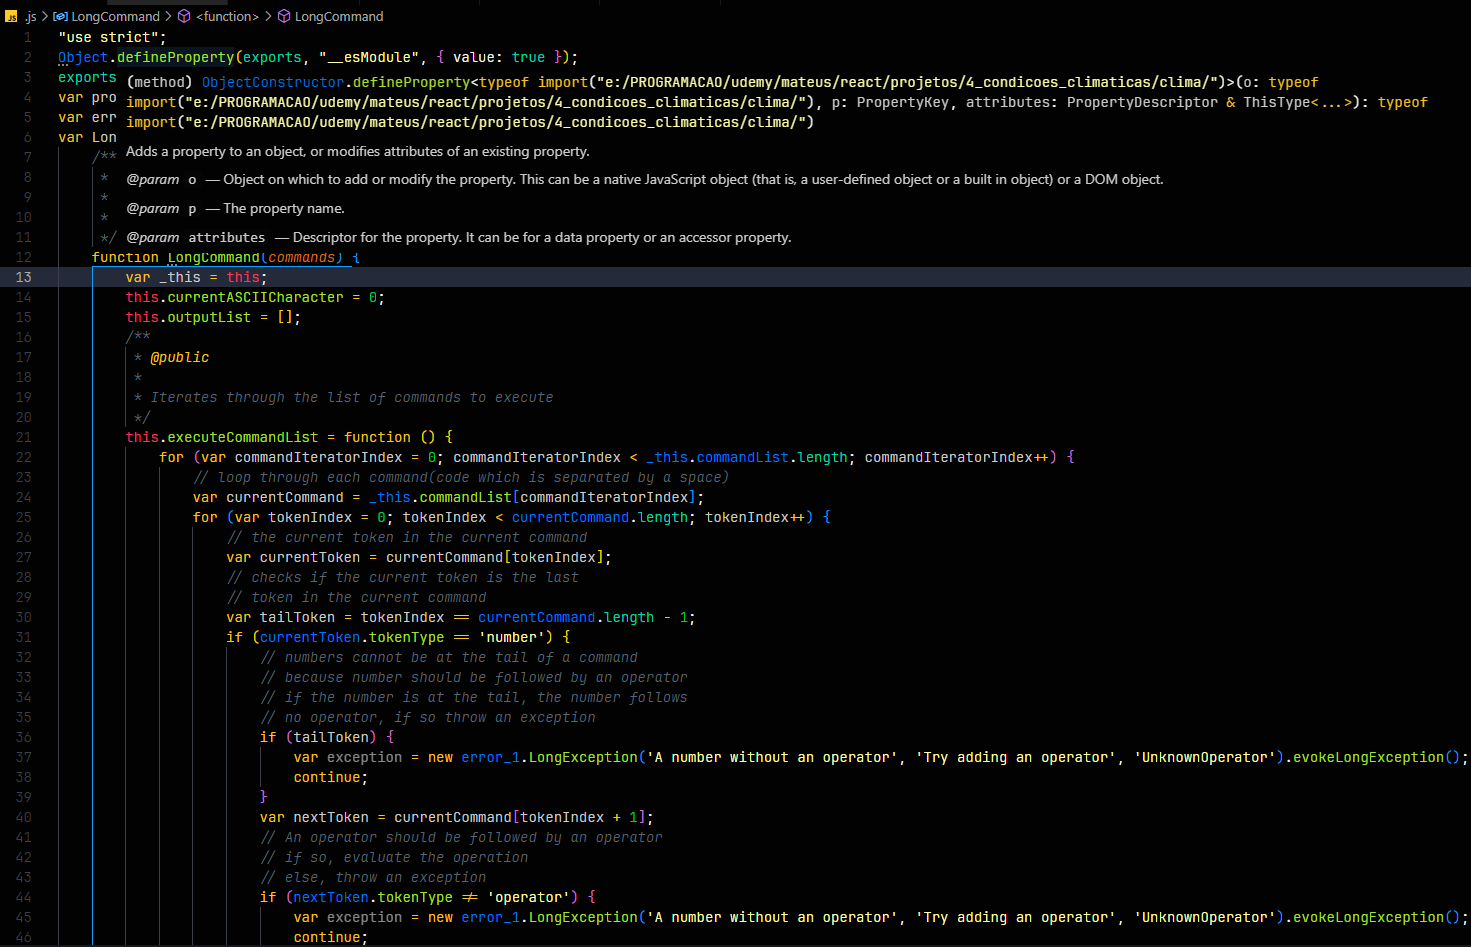 JS .js > LongCommand > <function> > LongCommand
1 "use strict";
2 Object.defineProperty(exports, "__esModule", { value: true });
3 exports
(method) ObjectConstructor.defineProperty<typeof import("e:/PROGRAMACAO/udemy/mateus/react/projetos/4_condicoes_climaticas/clima/")>(o: typeof
4 var pro
import("e:/PROGRAMACAO/udemy/mateus/react/projetos/4_condicoes_climaticas/clima/"), p: PropertyKey, attributes: PropertyDescriptor & ThisType<...>): typeof
5 var err
import("e:/PROGRAMACAO/udemy/mateus/react/projetos/4_condicoes_climaticas/clima/")
6 var Lon
Adds a property to an object, or modifies attributes of an existing property.
7 /**
8 *
@param o — Object on which to add or modify the property. This can be a native JavaScript object (that is, a user-defined object or a built in object) or a DOM object.
9 *
@param p — The property name.
10 *
11 */
@param attributes — Descriptor for the property. It can be for a data property or an accessor property.
12 function LongCommand(commands) {
13 var _this = this;
14 this.currentASCIICharacter = 0;
15 this.outputList = [];
16 /**
17 * @public
18 *
19 * Iterates through the list of commands to execute
20 */
21 this.executeCommandList = function () {
22 for (var commandIteratorIndex = 0; commandIteratorIndex < _this.commandList.length; commandIteratorIndex++) {
23 // loop through each command(code which is separated by a space)
24 var currentCommand = _this.commandList[commandIteratorIndex];
25 for (var tokenIndex = 0; tokenIndex < currentCommand.length; tokenIndex++) {
26 // the current token in the current command
27 var currentToken = currentCommand[tokenIndex];
28 // checks if the current token is the last
29 // token in the current command
30 var tailToken = tokenIndex == currentCommand.length - 1;
31 if (currentToken.tokenType == 'number') {
32 // numbers cannot be at the tail of a command
33 // because number should be followed by an operator
34 // if the number is at the tail, the number follows
35 // no operator, if so throw an exception
36 if (tailToken) {
37 var exception = new error_1.LongException('A number without an operator', 'Try adding an operator', 'UnknownOperator').evokeLongException();
38 continue;
39 }
40 var nextToken = currentCommand[tokenIndex + 1];
41 // An operator should be followed by an operator
42 // if so, evaluate the operation
43 // else, throw an exception
44 if (nextToken.tokenType != 'operator') {
45 var exception = new error_1.LongException('A number without an operator', 'Try adding an operator', 'UnknownOperator').evokeLongException();
46 continue;